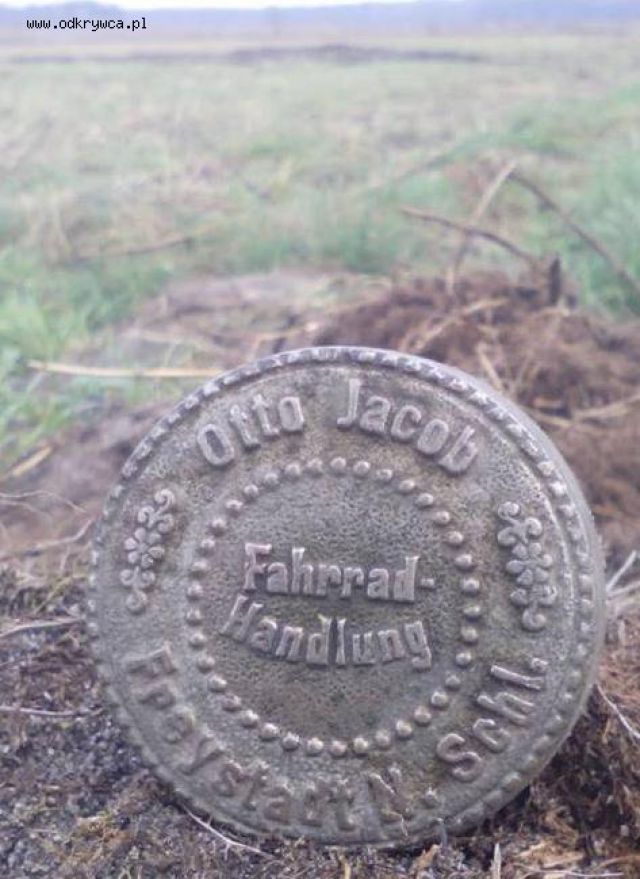 www.odkrywca.pl
Otto Jacob
Fahrrad-
Handlung
Freystadt N. Schl.